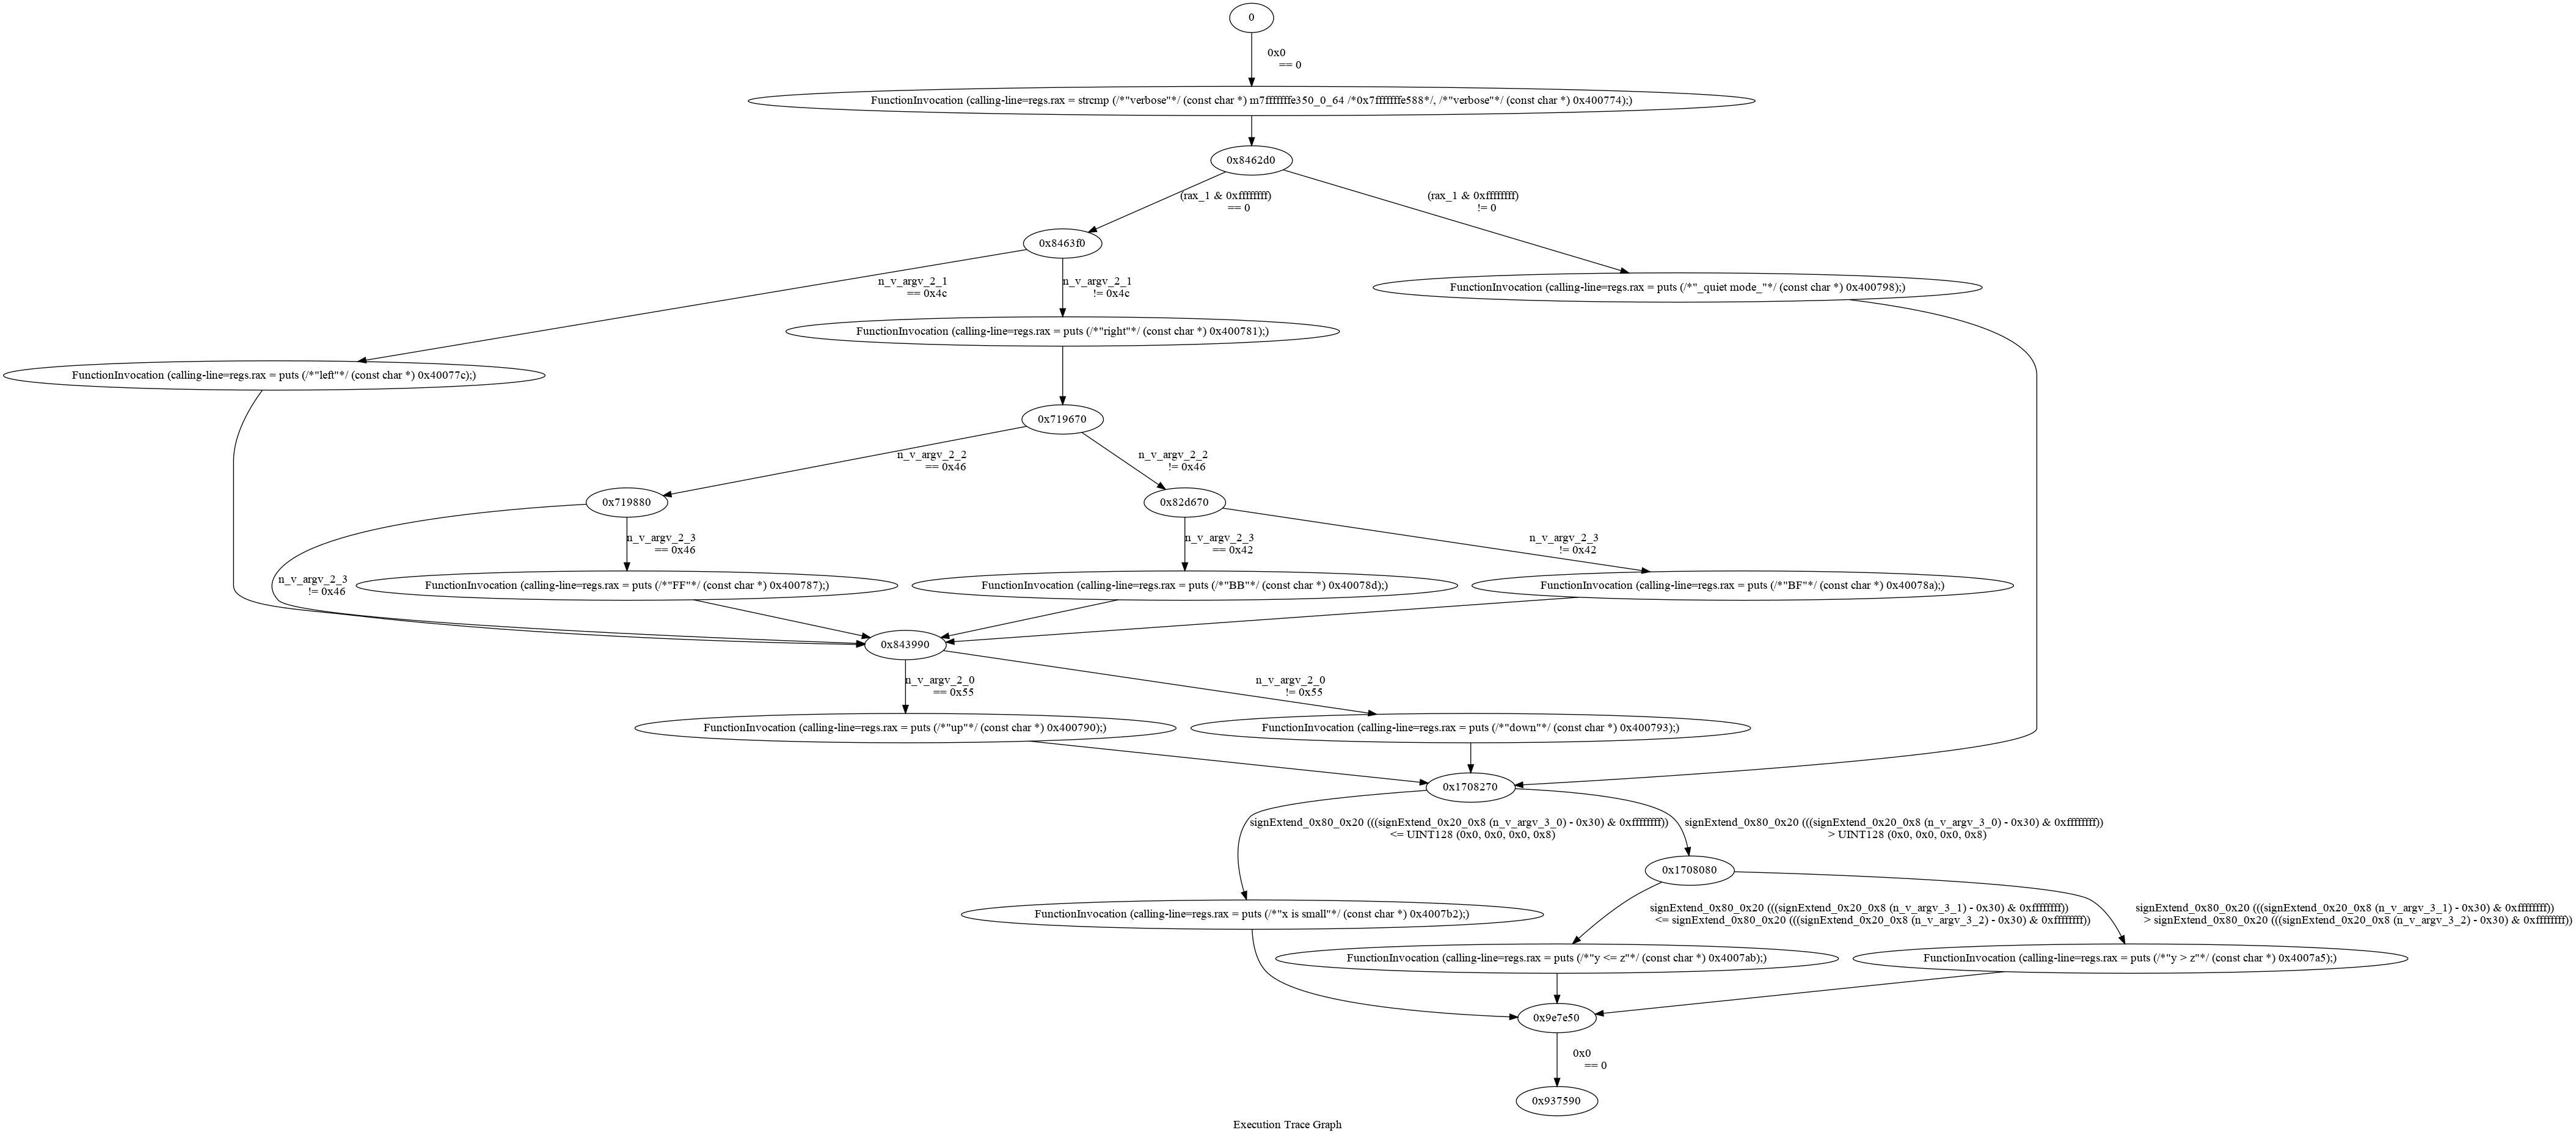 0
0x0
== 0
FunctionInvocation (calling-line=regs.rax = strcmp (/*"verbose"*/ (const char *) m7fffffffe350_0_64 /*0x7fffffffe588*/, /*"verbose"*/ (const char *) 0x400774);)
0x8462d0
(rax_1 & 0xffffffff)
== 0
(rax_1 & 0xffffffff)
!= 0
0x8463f0
n_v_argv_2_1
== 0x4c
n_v_argv_2_1
!= 0x4c
FunctionInvocation (calling-line=regs.rax = puts (/*"_quiet mode_"*/ (const char *) 0x400798);)
FunctionInvocation (calling-line=regs.rax = puts (/*"right"*/ (const char *) 0x400781);)
FunctionInvocation (calling-line=regs.rax = puts (/*"left"*/ (const char *) 0x40077c);)
0x719670
n_v_argv_2_2
== 0x46
n_v_argv_2_2
!= 0x46
0x719880
0x82d670
n_v_argv_2_3
== 0x46
n_v_argv_2_3
== 0x42
n_v_argv_2_3
!= 0x42
n_v_argv_2_3
!= 0x46
FunctionInvocation (calling-line=regs.rax = puts (/*"FF"*/ (const char *) 0x400787);)
FunctionInvocation (calling-line=regs.rax = puts (/*"BB"*/ (const char *) 0x40078d);)
FunctionInvocation (calling-line=regs.rax = puts (/*"BF"*/ (const char *) 0x40078a);)
0x843990
n_v_argv_2_0
== 0x55
n_v_argv_2_0
!= 0x55
FunctionInvocation (calling-line=regs.rax = puts (/*"up"*/ (const char *) 0x400790);)
FunctionInvocation (calling-line=regs.rax = puts (/*"down"*/ (const char *) 0x400793);)
0x1708270
signExtend_0x80_0x20 (((signExtend_0x20_0x8 (n_v_argv_3_0) - 0x30) & 0xffffffff))
<= UINT128 (0x0, 0x0, 0x0, 0x8)
signExtend_0x80_0x20 (((signExtend_0x20_0x8 (n_v_argv_3_0) - 0x30) & 0xffffffff))
> UINT128 (0x0, 0x0, 0x0, 0x8)
0x1708080
FunctionInvocation (calling-line=regs.rax = puts (/*"x is small"*/ (const char *) 0x4007b2);)
signExtend_0x80_0x20 (((signExtend_0x20_0x8 (n_v_argv_3_1) - 0x30) & 0xffffffff))
<= signExtend_0x80_0x20 (((signExtend_0x20_0x8 (n_v_argv_3_2) - 0x30) & 0xffffffff))
signExtend_0x80_0x20 (((signExtend_0x20_0x8 (n_v_argv_3_1) - 0x30) & 0xffffffff))
> signExtend_0x80_0x20 (((signExtend_0x20_0x8 (n_v_argv_3_2) - 0x30) & 0xffffffff))
FunctionInvocation (calling-line=regs.rax = puts (/*"y <= z"*/ (const char *) 0x4007ab);)
FunctionInvocation (calling-line=regs.rax = puts (/*"y > z"*/ (const char *) 0x4007a5);)
0x9e7e50
0x0
== 0
0x937590
Execution Trace Graph